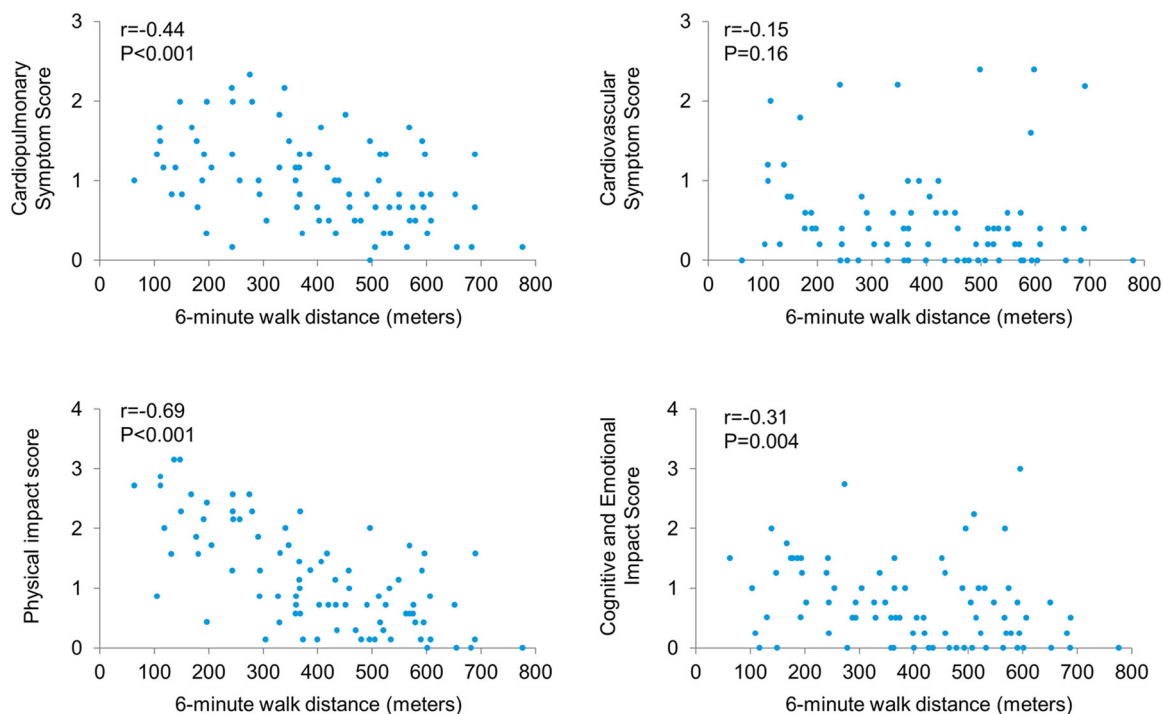 r=-0.44
P<0.001
Cardiopulmonary
Symptom Score
3
2
1
0
0 100 200 300 400 500 600 700 800
6-minute walk distance (meters)
r=-0.15
P=0.16
Cardiovascular
Symptom Score
3
2
1
0
0 100 200 300 400 500 600 700 800
6-minute walk distance (meters)
r=-0.69
P<0.001
Physical impact score
4
3
2
1
0
0 100 200 300 400 500 600 700 800
6-minute walk distance (meters)
r=-0.31
P=0.004
Cognitive and Emotional
Impact Score
4
3
2
1
0
0 100 200 300 400 500 600 700 800
6-minute walk distance (meters)